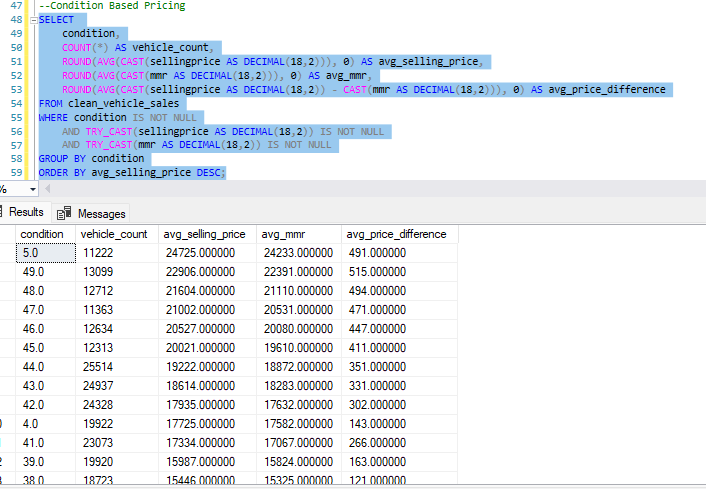 47 --Condition Based Pricing
48 SELECT
49 condition,
50 COUNT(*) AS vehicle_count,
51 ROUND(AVG(CAST(sellingprice AS DECIMAL(18,2))), 0) AS avg_selling_price,
52 ROUND(AVG(CAST(mmr AS DECIMAL(18,2))), 0) AS avg_mmr,
53 ROUND(AVG(CAST(sellingprice AS DECIMAL(18,2)) - CAST(mmr AS DECIMAL(18,2))), 0) AS avg_price_difference
54 FROM clean_vehicle_sales
55 WHERE condition IS NOT NULL
56 AND TRY_CAST(sellingprice AS DECIMAL(18,2)) IS NOT NULL
57 AND TRY_CAST(mmr AS DECIMAL(18,2)) IS NOT NULL
58 GROUP BY condition
59 ORDER BY avg_selling_price DESC;
%
Results Messages
condition vehicle_count avg_selling_price avg_mmr avg_price_difference
5.0 11222 24725.000000 24233.000000 491.000000
49.0 13099 22906.000000 22391.000000 515.000000
48.0 12712 21604.000000 21110.000000 494.000000
47.0 11363 21002.000000 20531.000000 471.000000
46.0 12634 20527.000000 20080.000000 447.000000
45.0 12313 20021.000000 19610.000000 411.000000
44.0 25514 19222.000000 18872.000000 351.000000
43.0 24937 18614.000000 18283.000000 331.000000
42.0 24328 17935.000000 17632.000000 302.000000
4.0 19922 17725.000000 17582.000000 143.000000
41.0 23073 17334.000000 17067.000000 266.000000
39.0 19920 15987.000000 15824.000000 163.000000
38.0 18723 15446.000000 15325.000000 121.000000